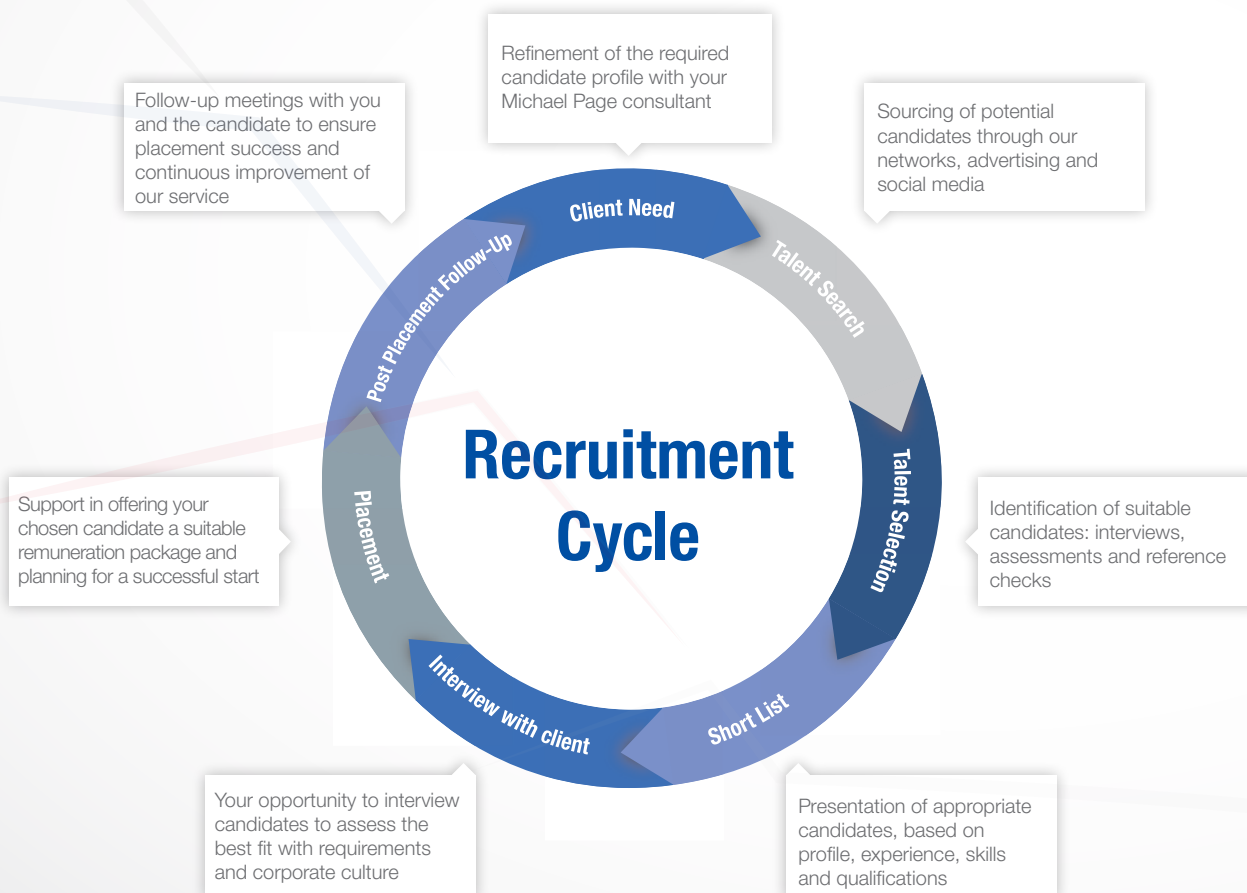 Refinement of the required
candidate profile with your
Michael Page consultant
Follow-up meetings with you
and the candidate to ensure
placement success and
continuous improvement of
our service
Sourcing of potential
candidates through our
networks, advertising and
social media
Client Need
Talent Search
Post Placement Follow-Up
Recruitment
Cycle
Talent Selection
Placement
Support in offering your
chosen candidate a suitable
remuneration package and
planning for a successful start
Identification of suitable
candidates: interviews,
assessments and reference
checks
Interview with client
Short List
Your opportunity to interview
candidates to assess the
best fit with requirements
and corporate culture
Presentation of appropriate
candidates, based on
profile, experience, skills
and qualifications